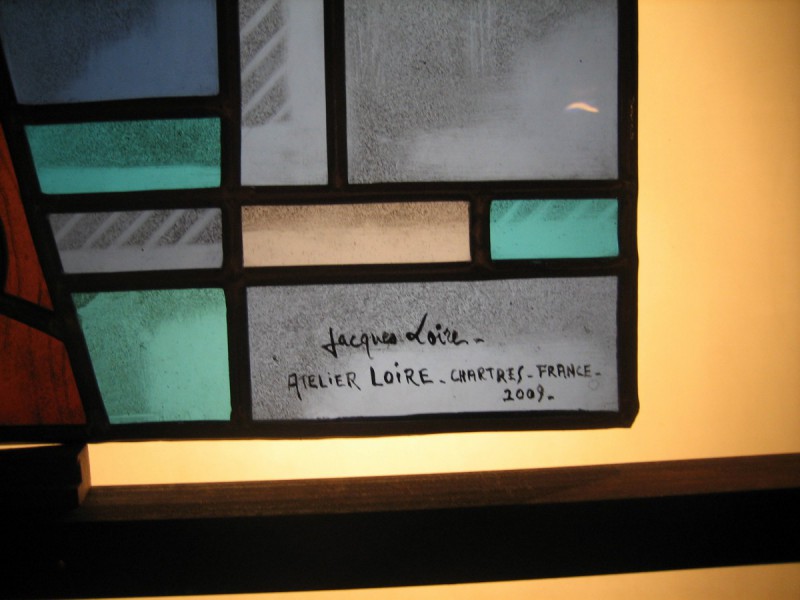 Jacques Loire-
ATELIER LOIRE - CHARTRES - FRANCE -
2009-